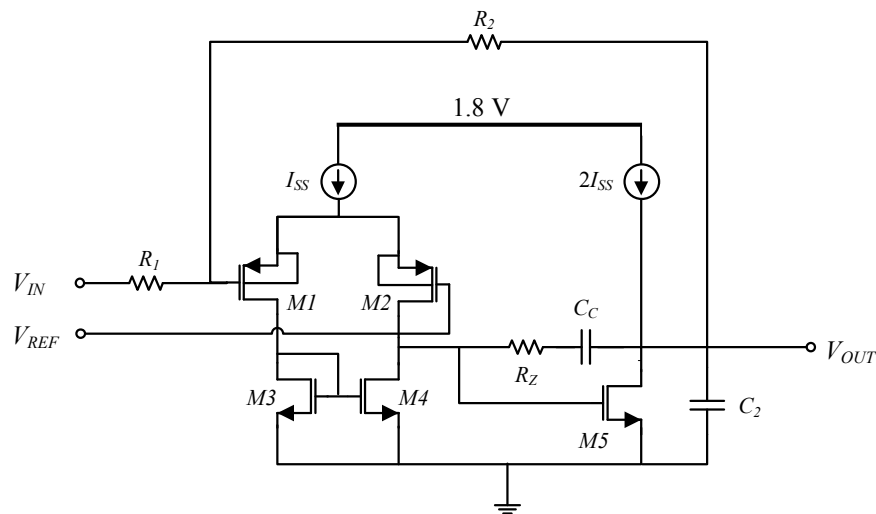 R2
1.8 V
ISS
2ISS
R1
VIN
M1
M2
VREF
CC
VOUT
RZ
M3
M4
C2
M5